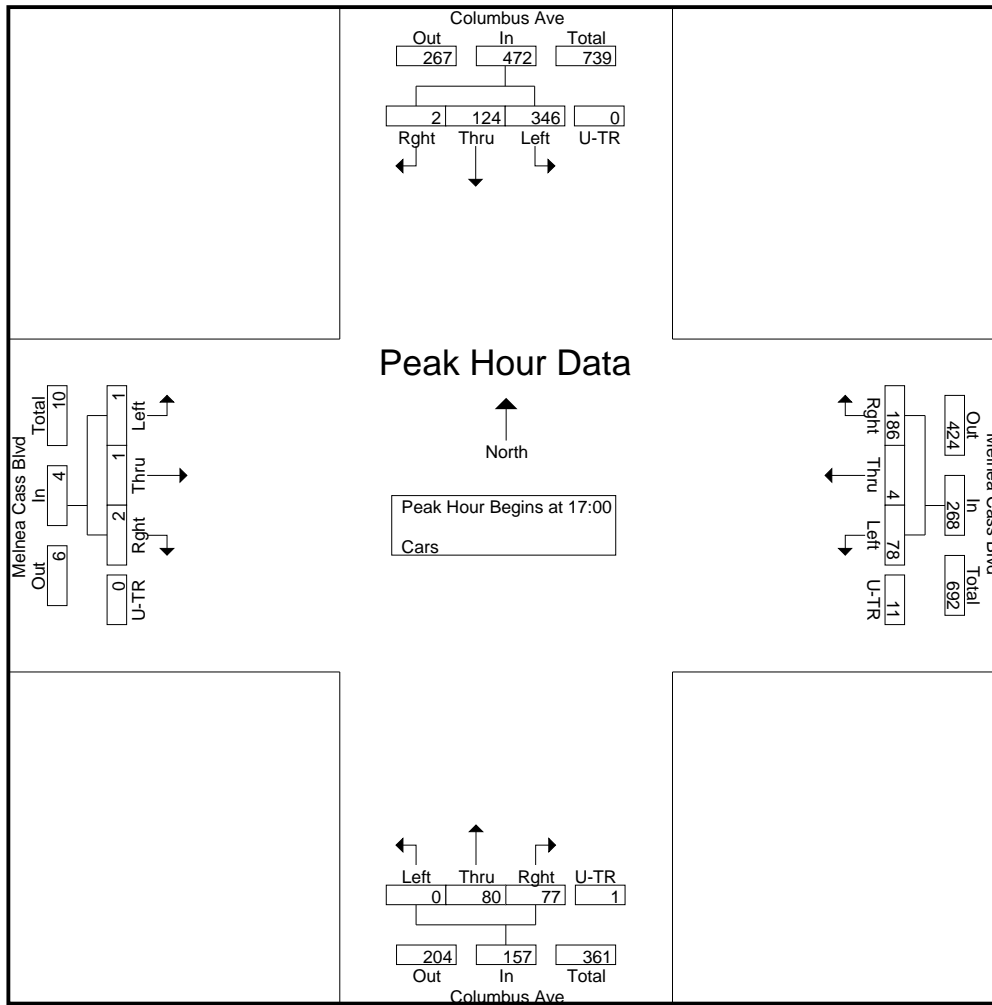 Columbus Ave
Out In Total
267 472 739
2 124 346 0
Rght Thru Left U-TR
Peak Hour Data
North
Peak Hour Begins at 17:00
Cars
Melnea Cass Blvd
Out In Total
6 4 10
Left Thru Rght U-TR
1 1 2 0
Melnea Cass Blvd
Out In Total
424 268 692
Rght Thru Left U-TR
186 4 78 11
Left Thru Rght U-TR
0 80 77 1
204 157 361
Out In Total
Columbus Ave